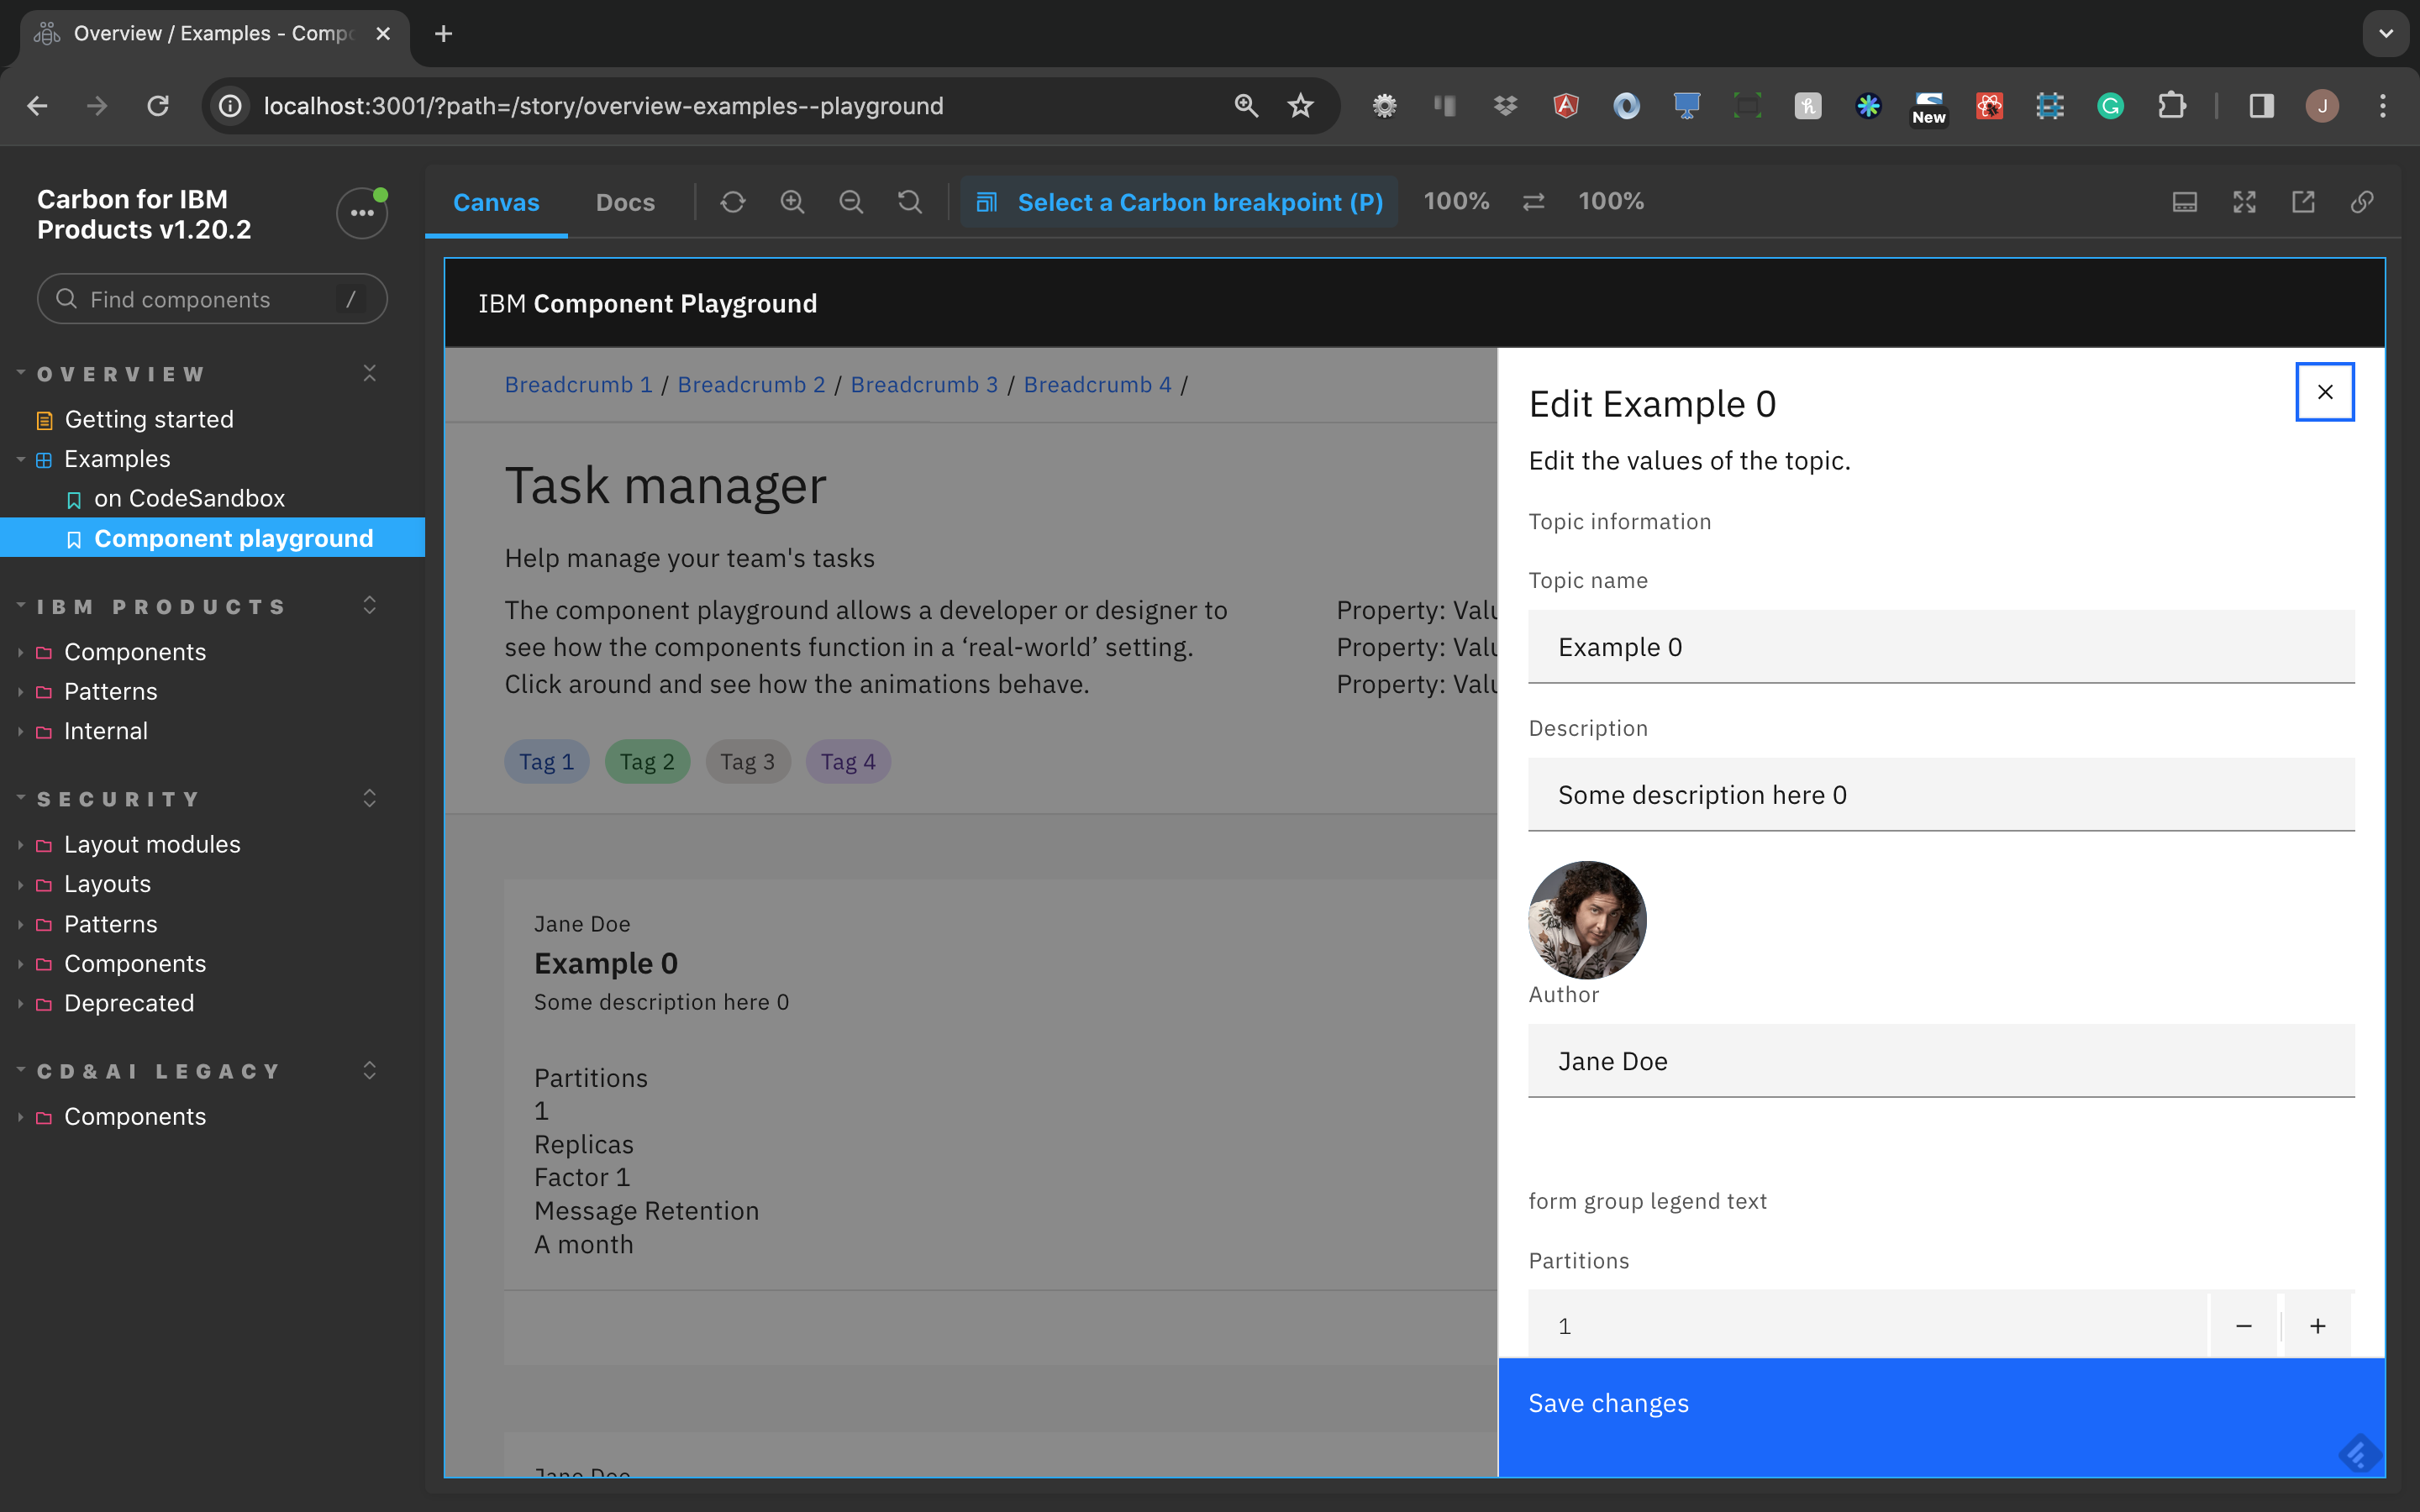 Overview / Examples - Comp
localhost:3001/?path=/story/overview-examples--playground
New
J
Carbon for IBM
Products v1.20.2
Find components
/
OVERVIEW
Getting started
Examples
on CodeSandbox
Component playground
IBM PRODUCTS
Components
Patterns
Internal
SECURITY
Layout modules
Layouts
Patterns
Components
Deprecated
CD&AI LEGACY
Components
Canvas
Docs
Select a Carbon breakpoint (P)
100%
100%
IBM Component Playground
Breadcrumb 1 / Breadcrumb 2 / Breadcrumb 3 / Breadcrumb 4 /
Task manager
Help manage your team's tasks
The component playground allows a developer or designer to
see how the components function in a ‘real-world’ setting.
Click around and see how the animations behave.
Property: Valu
Property: Valu
Property: Valu
Tag 1
Tag 2
Tag 3
Tag 4
Jane Doe
Example 0
Some description here 0
Partitions
1
Replicas
Factor 1
Message Retention
A month
Jane Doe
Edit Example 0
Edit the values of the topic.
Topic information
Topic name
Example 0
Description
Some description here 0
Author
Jane Doe
form group legend text
Partitions
1
Save changes